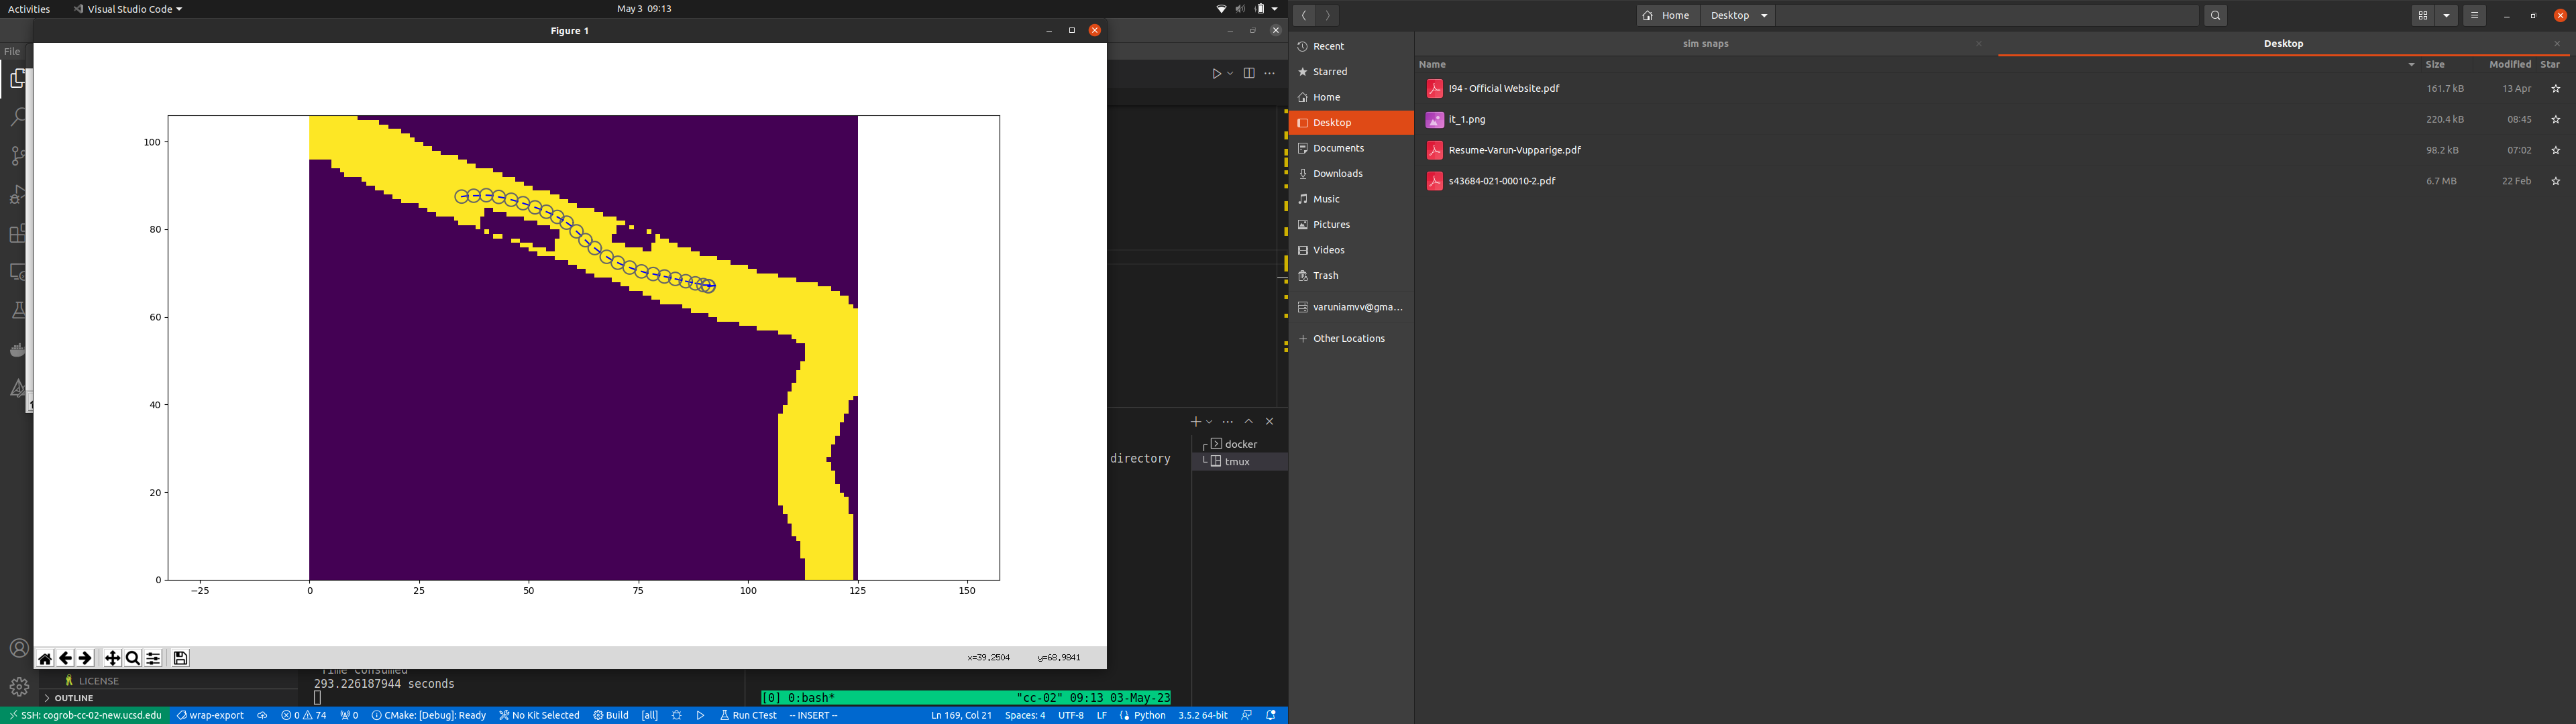 Activities
Visual Studio Code
May 3 09:13
Figure 1
File
100
80
60
40
20
0
−25
0
25
50
75
100
125
150
x=39.2504 y=68.9841
directory
docker
tmux
LICENSE
OUTLINE
Time Consumed
293.226187944 seconds
[0] 0:bash* "cc-02" 09:13 03-May-23
SSH: cogrob-cc-02-new.ucsd.edu
wrap-export
0
74
0
CMake: [Debug]: Ready
No Kit Selected
Build
[all]
Run CTest
-- INSERT --
Ln 169, Col 21
Spaces: 4
UTF-8
LF
Python
3.5.2 64-bit
Home
Desktop
Recent
Starred
Home
Desktop
Documents
Downloads
Music
Pictures
Videos
Trash
varuniamvv@gma...
Other Locations
sim snaps
Desktop
Name
Size
Modified
Star
I94 - Official Website.pdf
161.7 kB
13 Apr
it_1.png
220.4 kB
08:45
Resume-Varun-Vupparige.pdf
98.2 kB
07:02
s43684-021-00010-2.pdf
6.7 MB
22 Feb